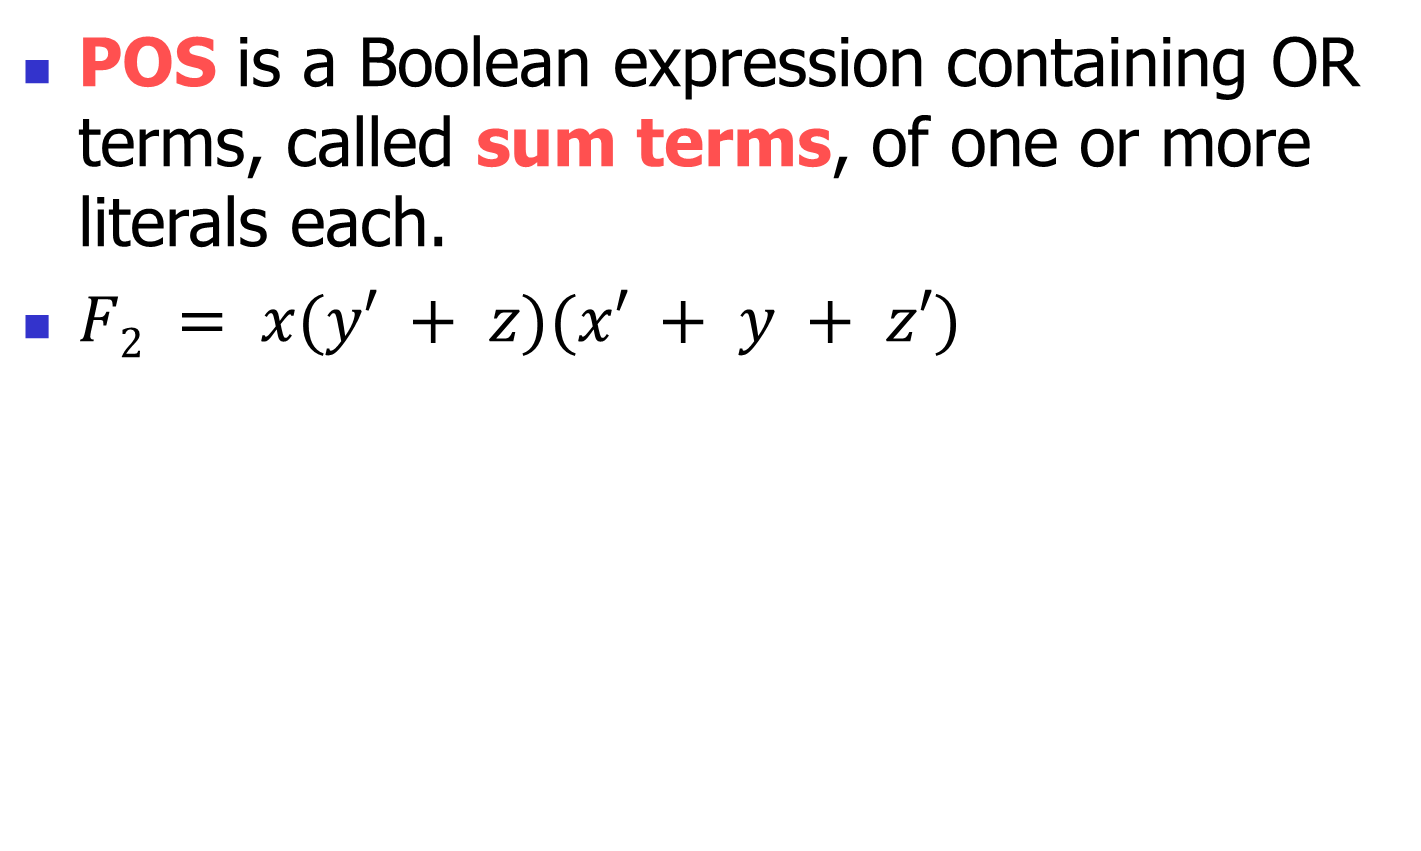 ▪ POS is a Boolean expression containing OR
terms, called sum terms, of one or more
literals each.
▪ F₂ = x(y′ + z)(x′ + y + z′)